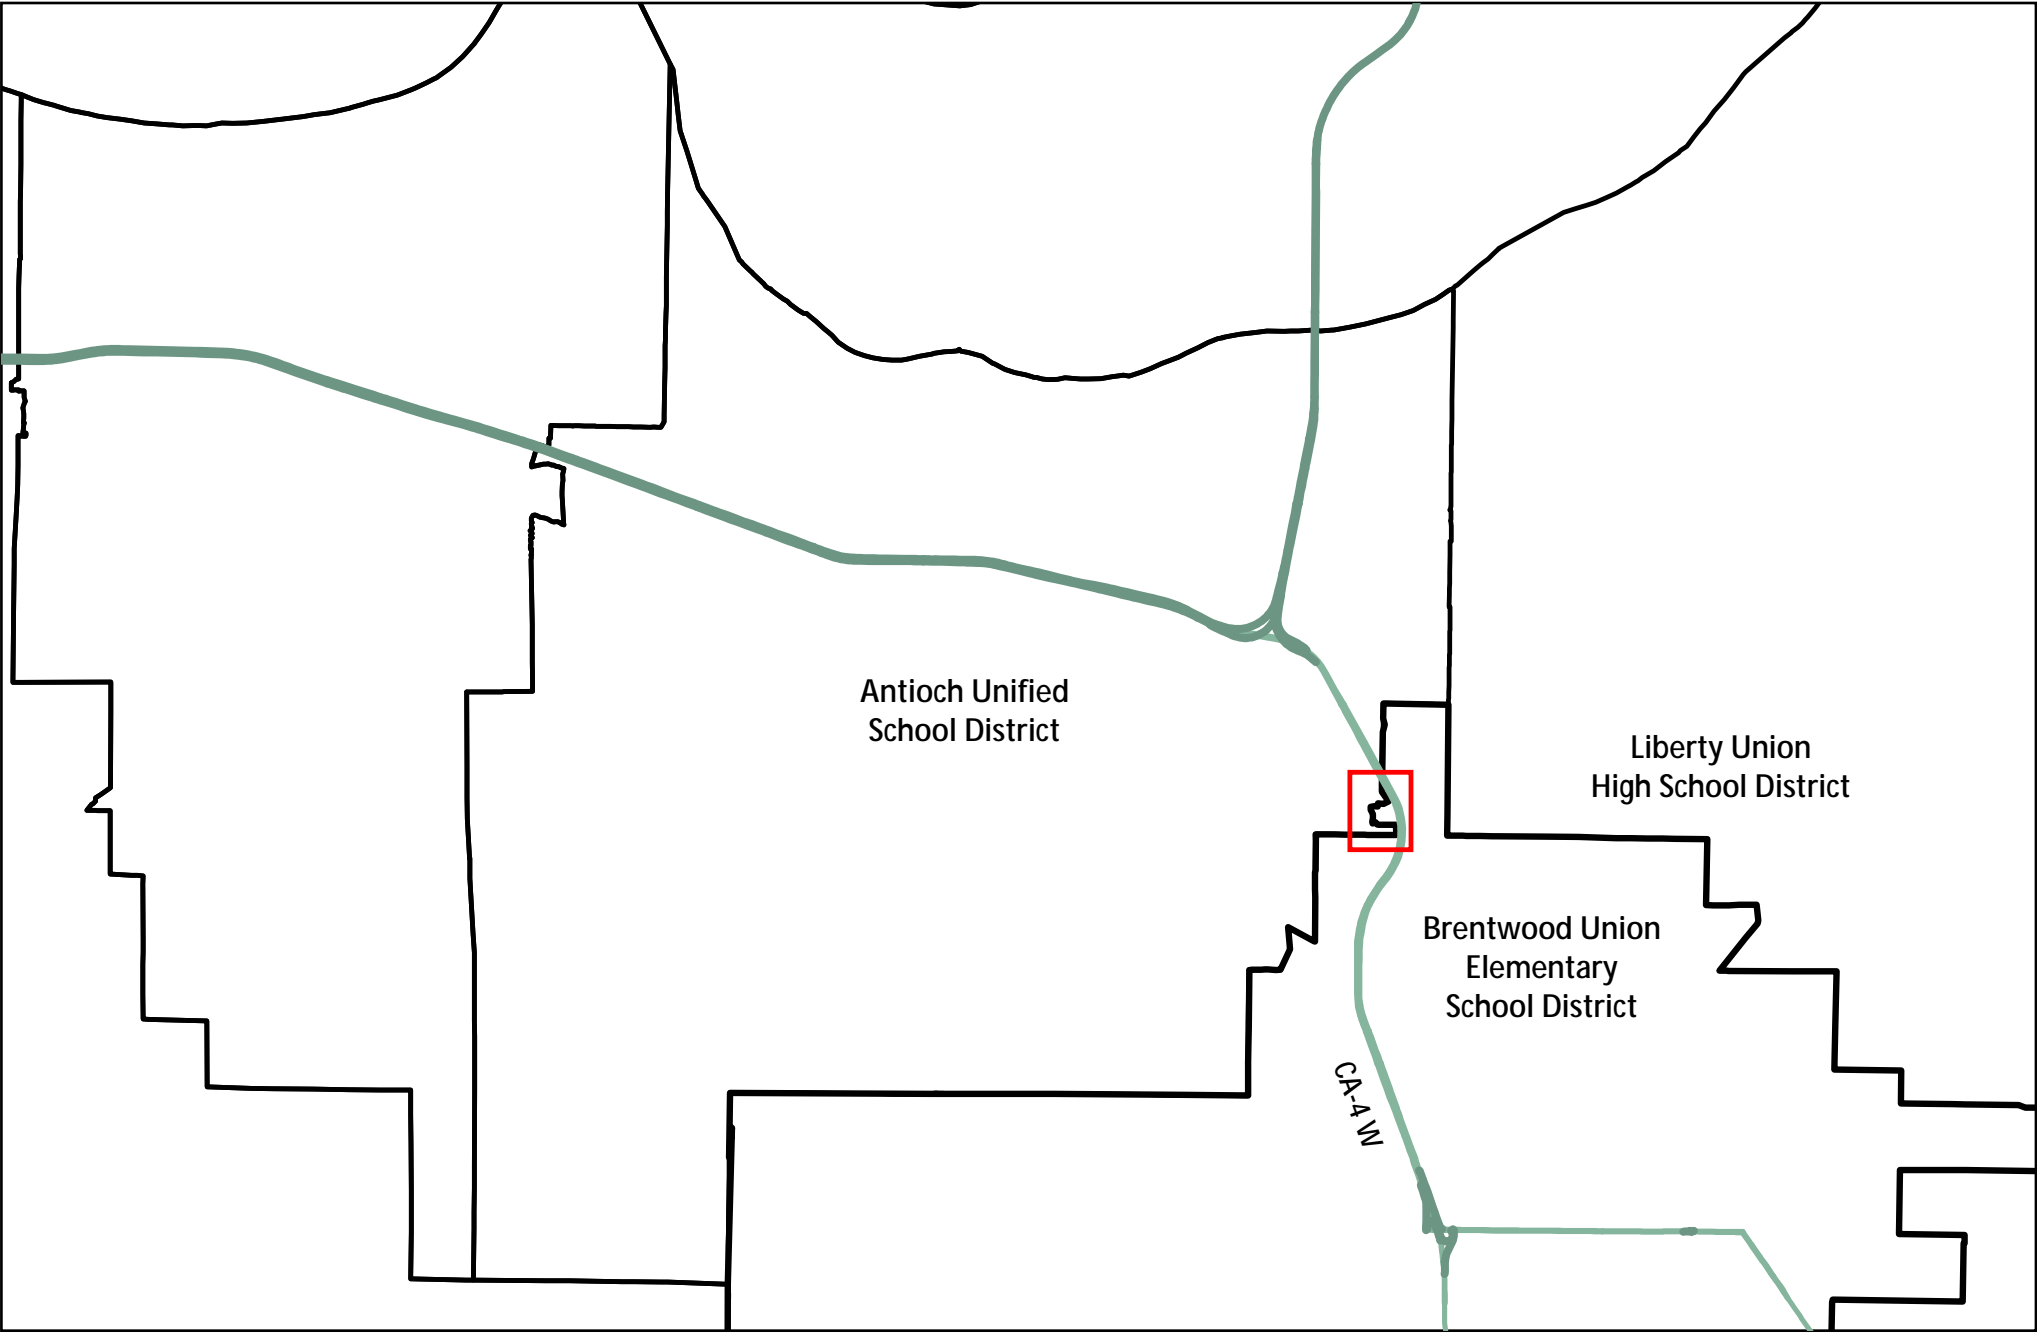 Antioch Unified
School District
Liberty Union
High School District
Brentwood Union
Elementary
School District
CA-4 W